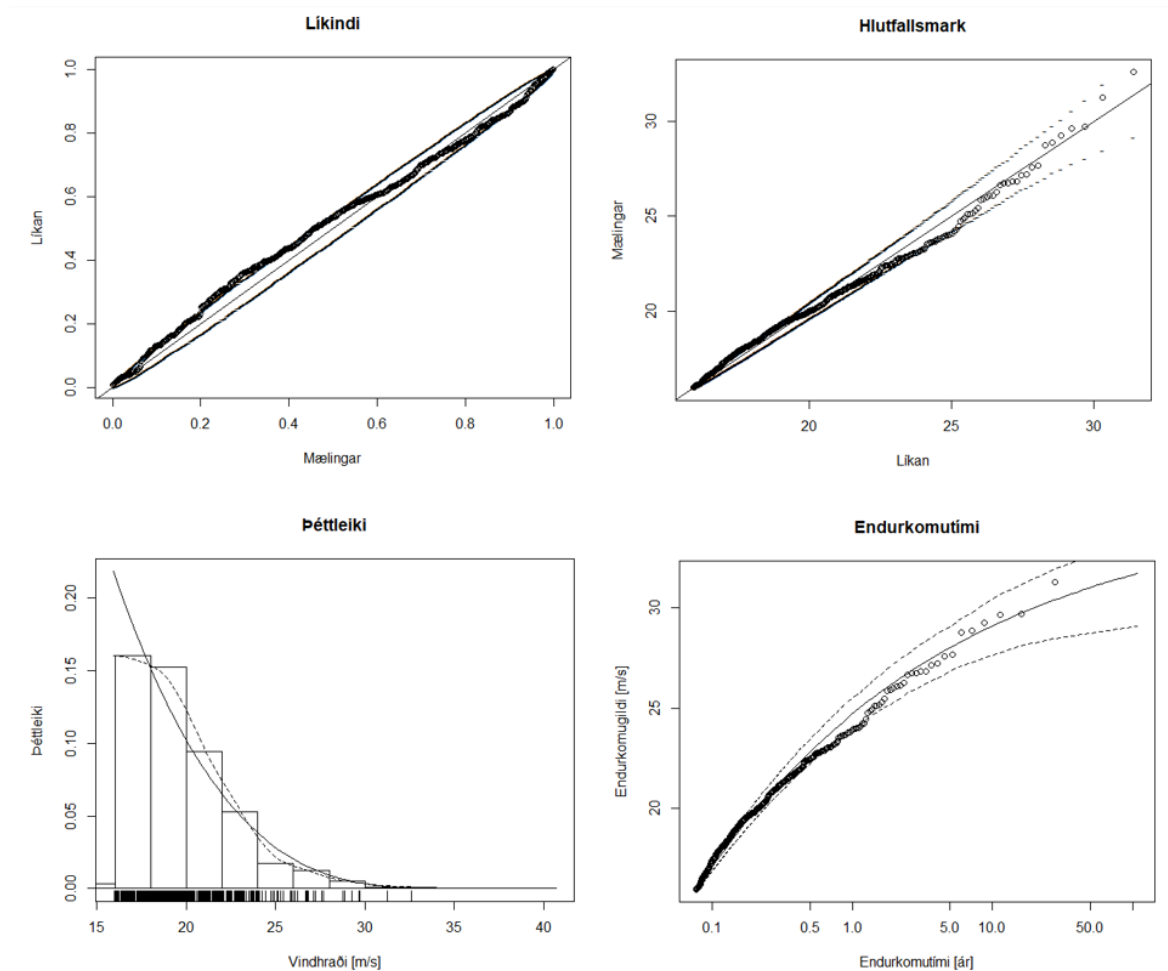 Líkindi
Líkan
0.0 0.2 0.4 0.6 0.8 1.0
0.0 0.2 0.4 0.6 0.8 1.0
Mælingar
Hlutfallsmark
Mælingar
20 25 30
20 25 30
Líkan
Þéttleiki
Þéttleiki
0.00 0.05 0.10 0.15 0.20
15 20 25 30 35 40
Vindhraði [m/s]
Endurkomutími
Endurkomugildi [m/s]
20 25 30
0.1 0.5 1.0 5.0 10.0 50.0
Endurkomutími [ár]